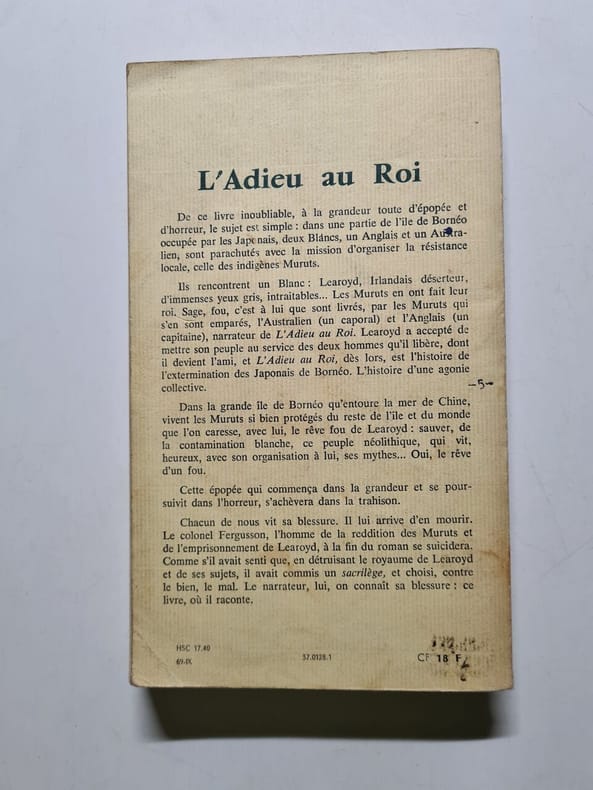 L'Adieu au Roi
De ce livre inoubliable, à la grandeur toute d'épopée et
d'horreur, le sujet est simple : dans une partie de l'île de Bornéo
occupée par les Japonais, deux Blancs, un Anglais et un Austra-
lien, sont parachutés avec la mission d'organiser la résistance
locale, celle des indigènes Muruts.
Ils rencontrent un Blanc : Learoyd, Irlandais déserteur,
d'immenses yeux gris, intraitables... Les Muruts en ont fait leur
roi. Sage, fou, c'est à lui que sont livrés, par les Muruts qui
s'en sont emparés, l'Australien (un caporal) et l'Anglais (un
capitaine), narrateur de L'Adieu au Roi. Learoyd a accepté de
mettre son peuple au service des deux hommes qu'il libère, dont
il devient l'ami, et L'Adieu au Roi, dès lors, est l'histoire de
l'extermination des Japonais de Bornéo. L'histoire d'une agonie
collective.
-5-
Dans la grande île de Bornéo qu'entoure la mer de Chine,
vivent les Muruts si bien protégés du reste de l'île et du monde
que l'on caresse, avec lui, le rêve fou de Learoyd : sauver, de
la contamination blanche, ce peuple néolithique, qui vit,
heureux, avec son organisation à lui, ses mythes... Oui, le rêve
d'un fou.
Cette épopée qui commença dans la grandeur et se pour-
suivit dans l'horreur, s'achèvera dans la trahison.
Chacun de nous vit sa blessure. Il lui arrive d'en mourir.
Le colonel Fergusson, l'homme de la reddition des Muruts et
de l'emprisonnement de Learoyd, à la fin du roman se suicidera.
Comme s'il avait senti que, en détruisant le royaume de Learoyd
et de ses sujets, il avait commis un sacrilège, et choisi, contre
le bien, le mal. Le narrateur, lui, on connaît sa blessure : ce
livre, où il raconte.
HSC 17.40
69-IX
57.0128.1
CF 18 F